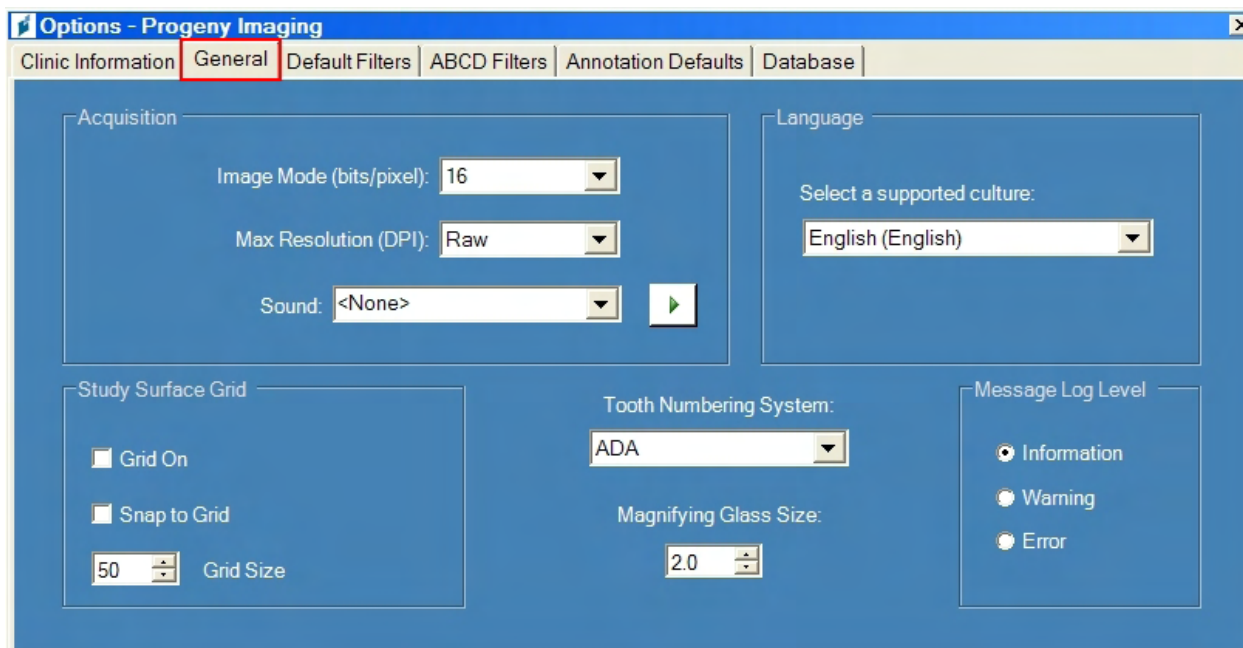 Options - Progeny Imaging
Clinic Information General Default Filters ABCD Filters Annotation Defaults Database
Acquisition
Image Mode (bits/pixel): 16
Max Resolution (DPI): Raw
Sound: <None>
Language
Select a supported culture:
English (English)
Study Surface Grid
Grid On
Snap to Grid
50 Grid Size
Tooth Numbering System:
ADA
Magnifying Glass Size:
2.0
Message Log Level
Information
Warning
Error